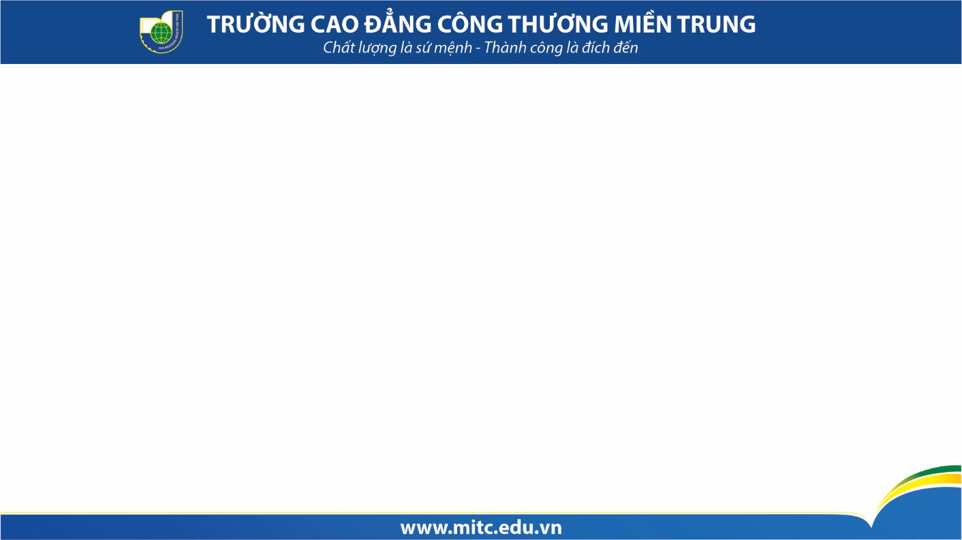 TRƯỜNG CAO ĐẲNG CÔNG THƯƠNG MIỀN TRUNG
Chất lượng là sứ mệnh - Thành công là đích đến
www.mitc.edu.vn